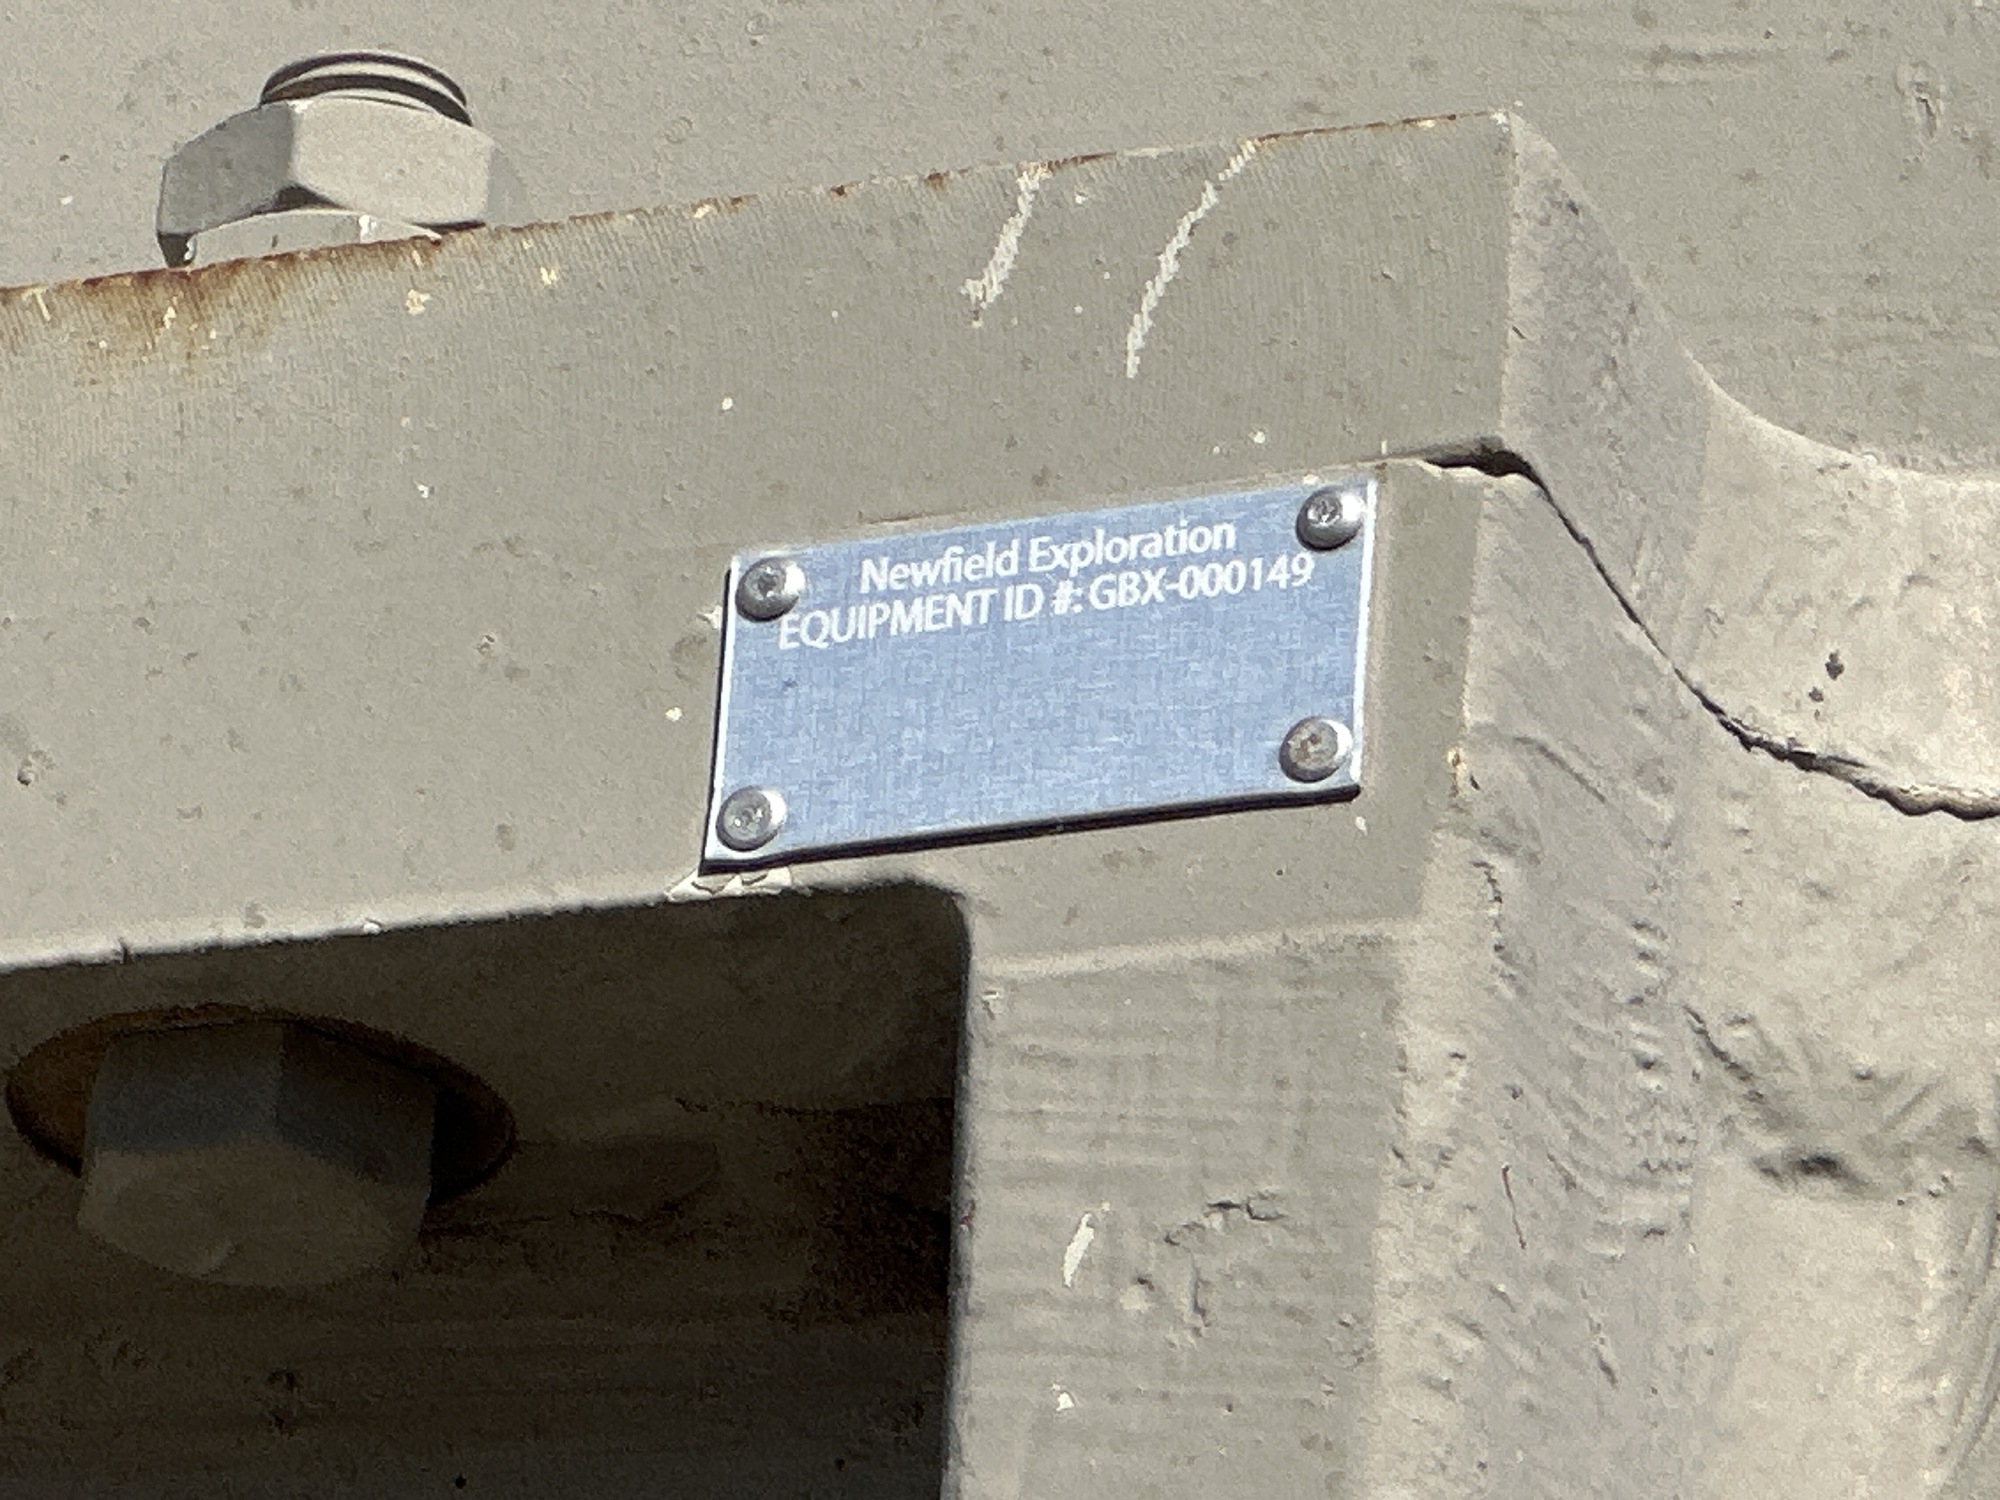 Newfield Exploration
EQUIPMENT ID #: GBX-000149